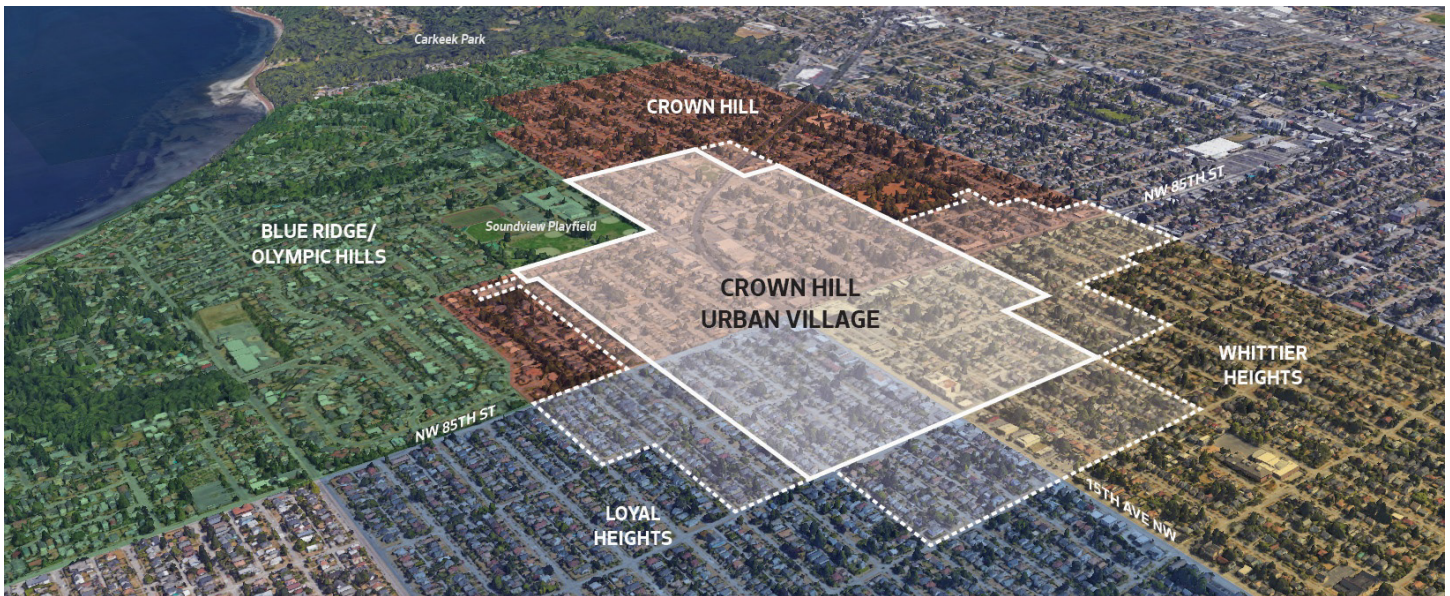 Carkeek Park
CROWN HILL
NW 85TH ST
Soundview Playfield
BLUE RIDGE/
OLYMPIC HILLS
CROWN HILL
URBAN VILLAGE
WHITTIER
HEIGHTS
NW 85TH ST
15TH AVE NW
LOYAL
HEIGHTS